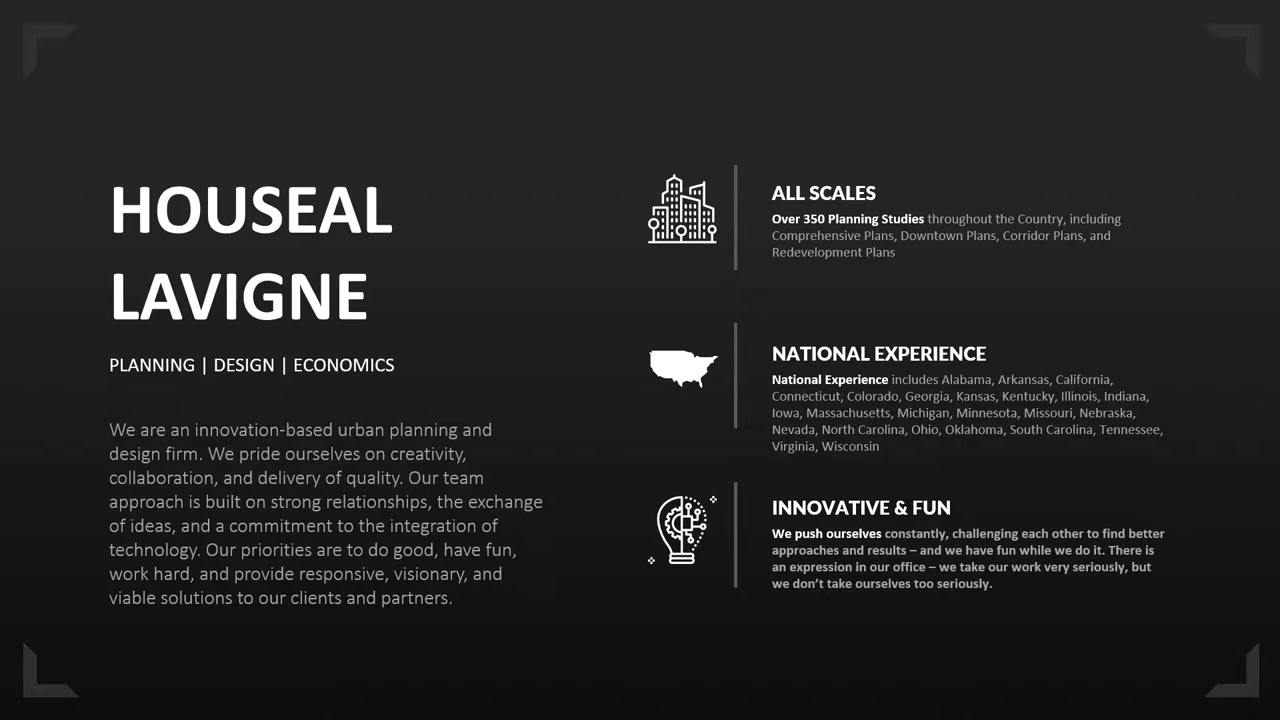 HOUSEAL
LAVIGNE
PLANNING | DESIGN | ECONOMICS
We are an innovation-based urban planning and
design firm. We pride ourselves on creativity,
collaboration, and delivery of quality. Our team
approach is built on strong relationships, the exchange
of ideas, and a commitment to the integration of
technology. Our priorities are to do good, have fun,
work hard, and provide responsive, visionary, and
viable solutions to our clients and partners.
ALL SCALES
Over 350 Planning Studies throughout the Country, including
Comprehensive Plans, Downtown Plans, Corridor Plans, and
Redevelopment Plans
NATIONAL EXPERIENCE
National Experience includes Alabama, Arkansas, California,
Connecticut, Colorado, Georgia, Kansas, Kentucky, Illinois, Indiana,
Iowa, Massachusetts, Michigan, Minnesota, Missouri, Nebraska,
Nevada, North Carolina, Ohio, Oklahoma, South Carolina, Tennessee,
Virginia, Wisconsin
INNOVATIVE & FUN
We push ourselves constantly, challenging each other to find better
approaches and results – and we have fun while we do it. There is
an expression in our office – we take our work very seriously, but
we don’t take ourselves too seriously.